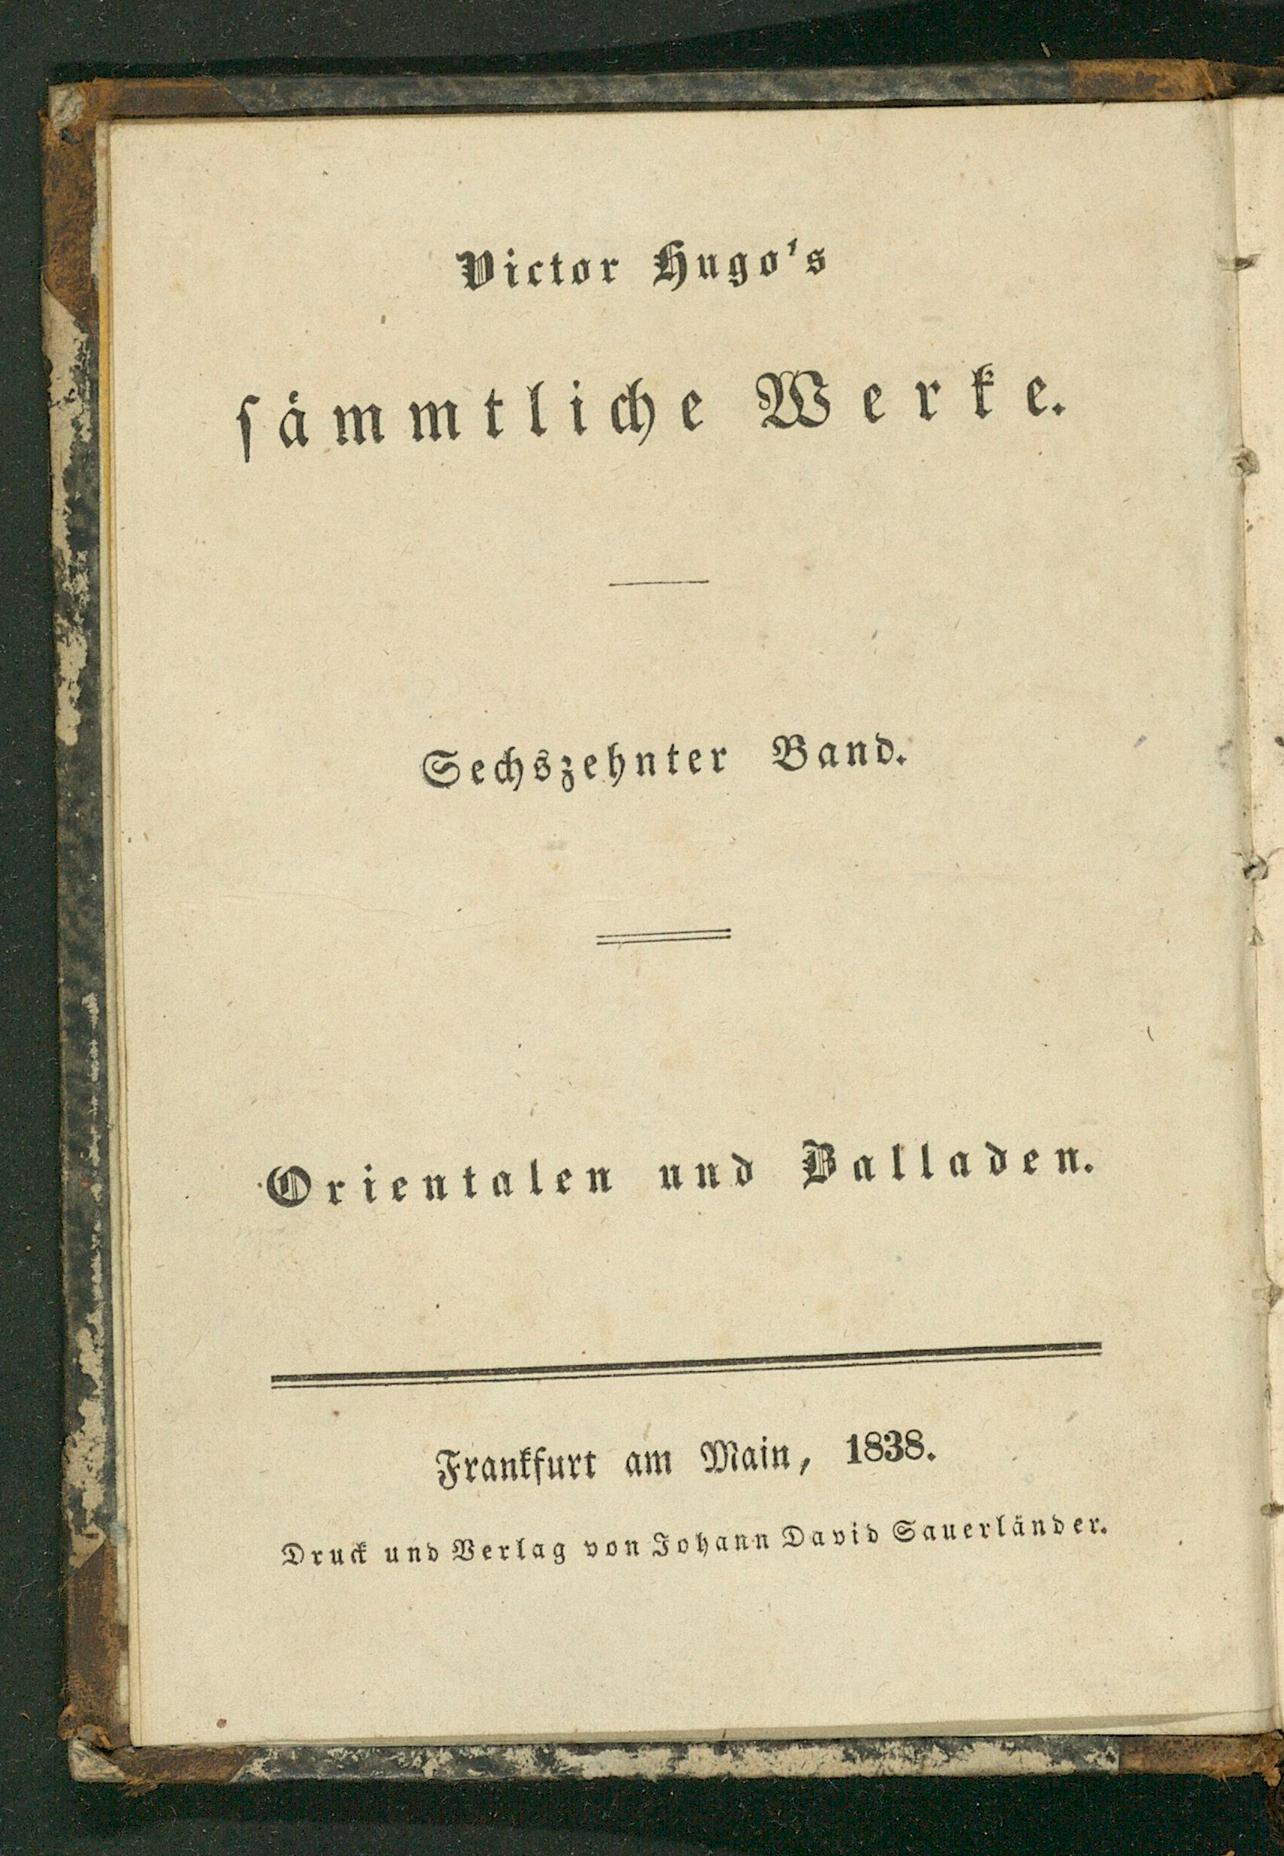 Victor Hugo's
ſämmtliche Werke.
Sechszehnter Band.
Orientalen und Balladen.
Frankfurt am Main, 1838.
Druck und Verlag von Johann David Sauerländer.